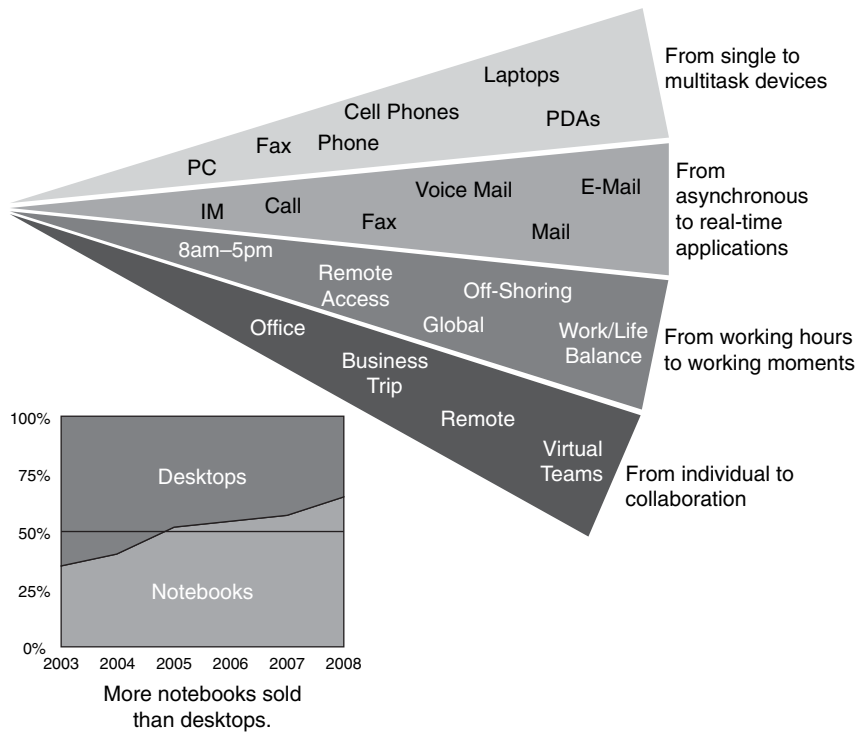 Laptops
Cell Phones
PDAs
Fax
Phone
PC
From single to
multitask devices
Voice Mail
E-Mail
IM
Call
Fax
Mail
From
asynchronous
to real-time
applications
8am–5pm
Remote
Access
Off-Shoring
Global
Work/Life
Balance
From working hours
to working moments
Office
Business
Trip
Remote
Virtual
Teams
From individual to
collaboration
100%
75%
50%
25%
0%
Desktops
Notebooks
2003 2004 2005 2006 2007 2008
More notebooks sold
than desktops.